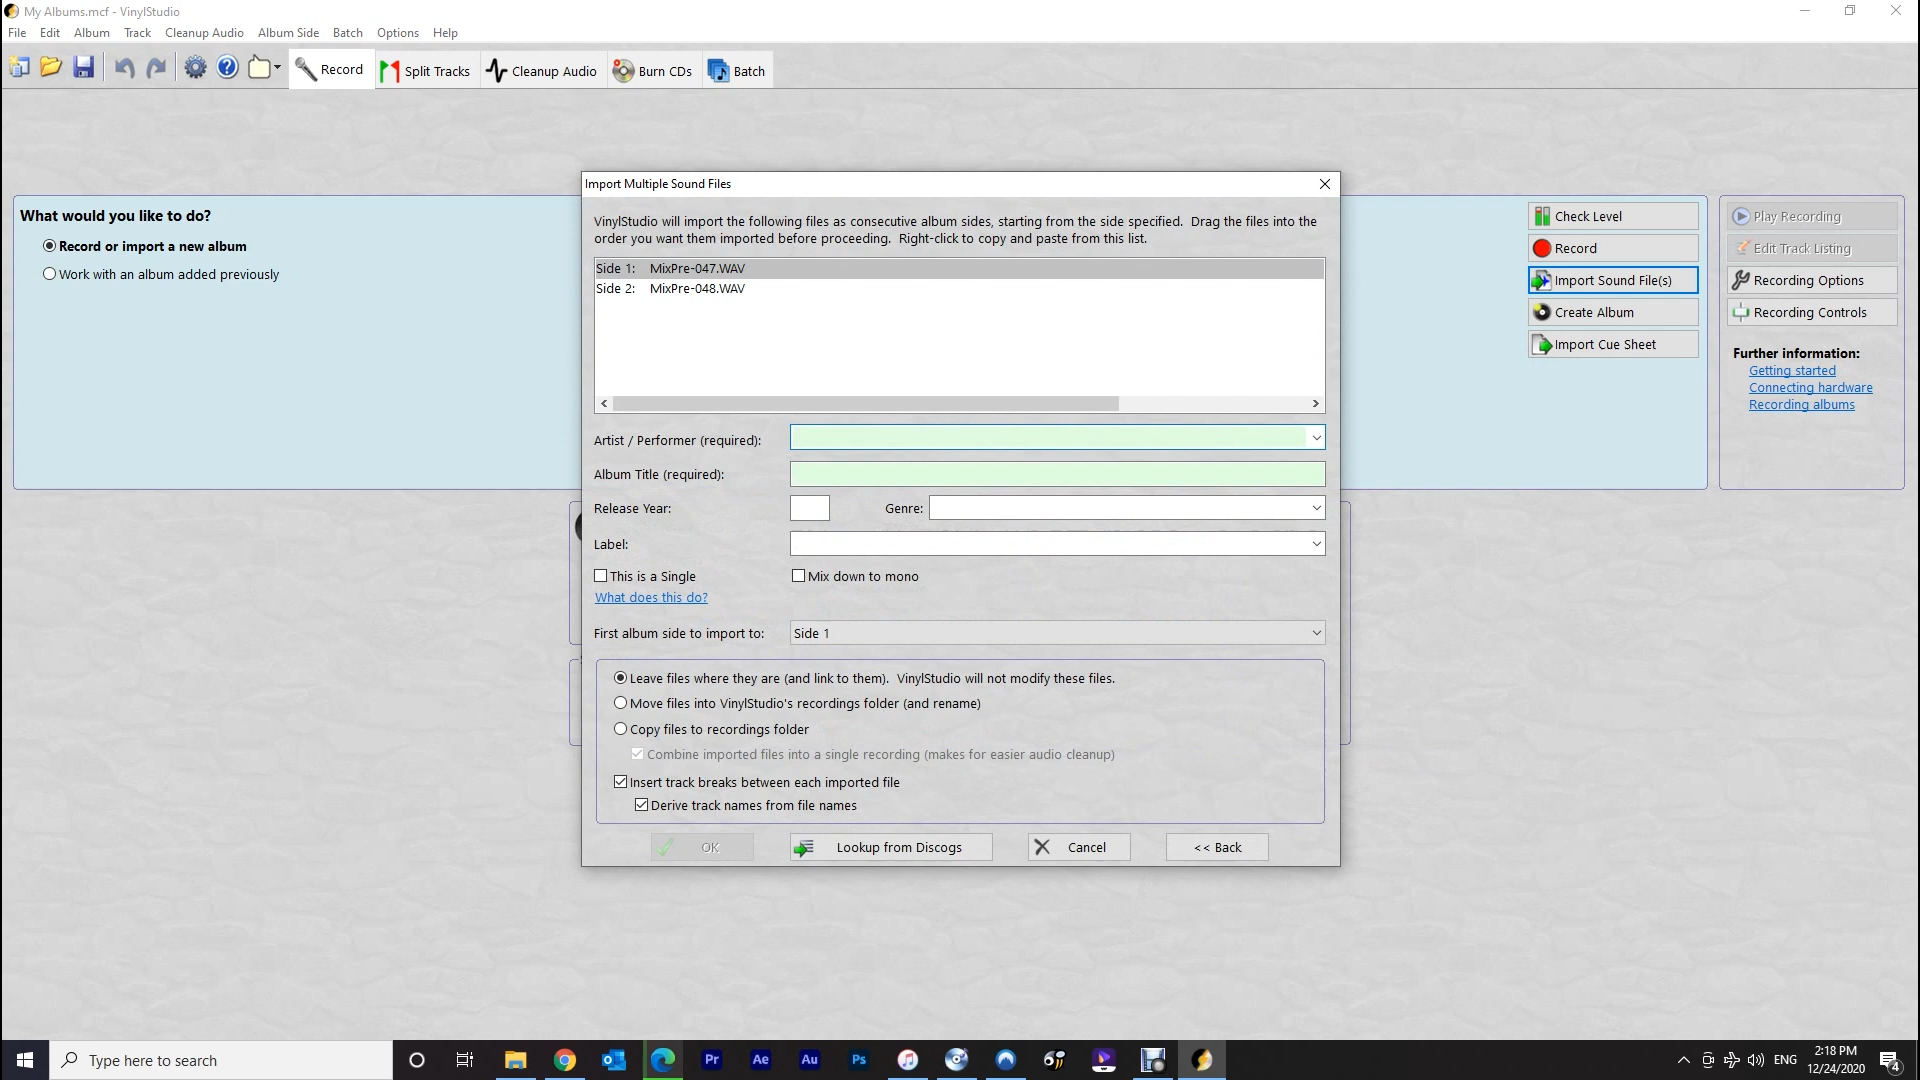 My Albums.mcf - VinylStudio
File Edit Album Track Cleanup Audio Album Side Batch Options Help
Record Split Tracks Cleanup Audio Burn CDs Batch
What would you like to do?
Record or import a new album
Work with an album added previously
Import Multiple Sound Files
VinylStudio will import the following files as consecutive album sides, starting from the side specified. Drag the files into the
order you want them imported before proceeding. Right-click to copy and paste from this list.
Side 1: MixPre-047.WAV
Side 2: MixPre-048.WAV
Artist / Performer (required):
Album Title (required):
Release Year: Genre:
Label:
This is a Single Mix down to mono
What does this do?
First album side to import to: Side 1
Leave files where they are (and link to them). VinylStudio will not modify these files.
Move files into VinylStudio's recordings folder (and rename)
Copy files to recordings folder
Combine imported files into a single recording (makes for easier audio cleanup)
Insert track breaks between each imported file
Derive track names from file names
OK Lookup from Discogs Cancel << Back
Check Level
Record
Import Sound File(s)
Create Album
Import Cue Sheet
Play Recording
Edit Track Listing
Recording Options
Recording Controls
Further information:
Getting started
Connecting hardware
Recording albums
Type here to search
Pr Ae Au Ps
ENG
2:18 PM
12/24/2020
4